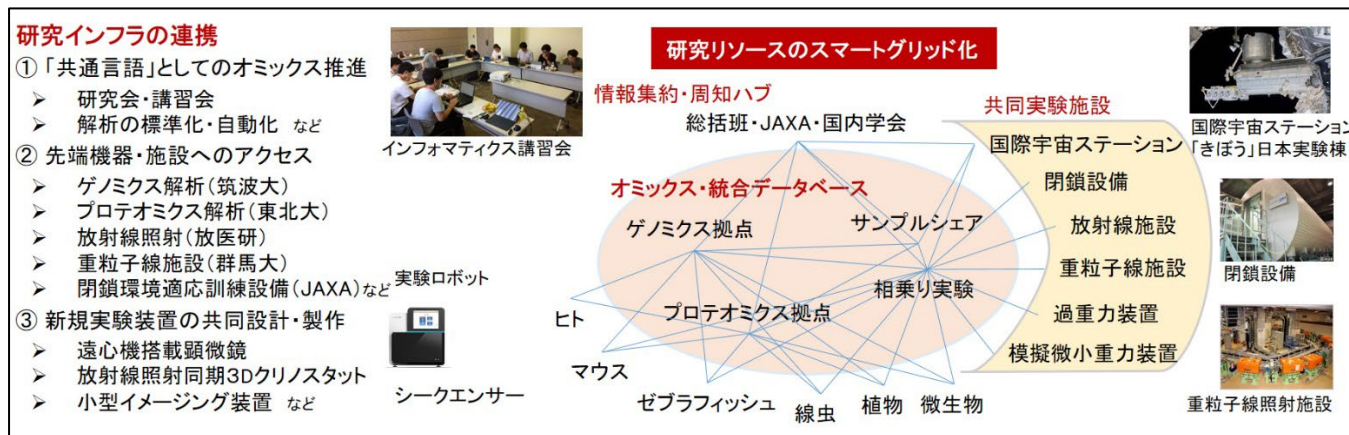 研究インフラの連携
① 「共通言語」としてのオミックス推進
➤ 研究会・講習会
➤ 解析の標準化・自動化 など
② 先端機器・施設へのアクセス
➤ ゲノミクス解析(筑波大)
➤ プロテオミクス解析(東北大)
➤ 放射線照射(放医研)
➤ 重粒子線施設(群馬大)
➤ 閉鎖環境適応訓練設備(JAXA)など
③ 新規実験装置の共同設計・製作
➤ 遠心機搭載顕微鏡
➤ 放射線照射同期3Dクリノスタット
➤ 小型イメージング装置 など
インフォマティクス講習会
実験ロボット
シークエンサー
研究リソースのスマートグリッド化
情報集約・周知ハブ
総括班・JAXA・国内学会
オミックス・統合データベース
ゲノミクス拠点
サンプルシェア
プロテオミクス拠点
相乗り実験
ヒト
マウス
ゼブラフィッシュ
線虫
植物
微生物
共同実験施設
国際宇宙ステーション
閉鎖設備
放射線施設
重粒子線施設
過重力装置
模擬微小重力装置
国際宇宙ステーション
「きぼう」日本実験棟
閉鎖設備
重粒子線照射施設